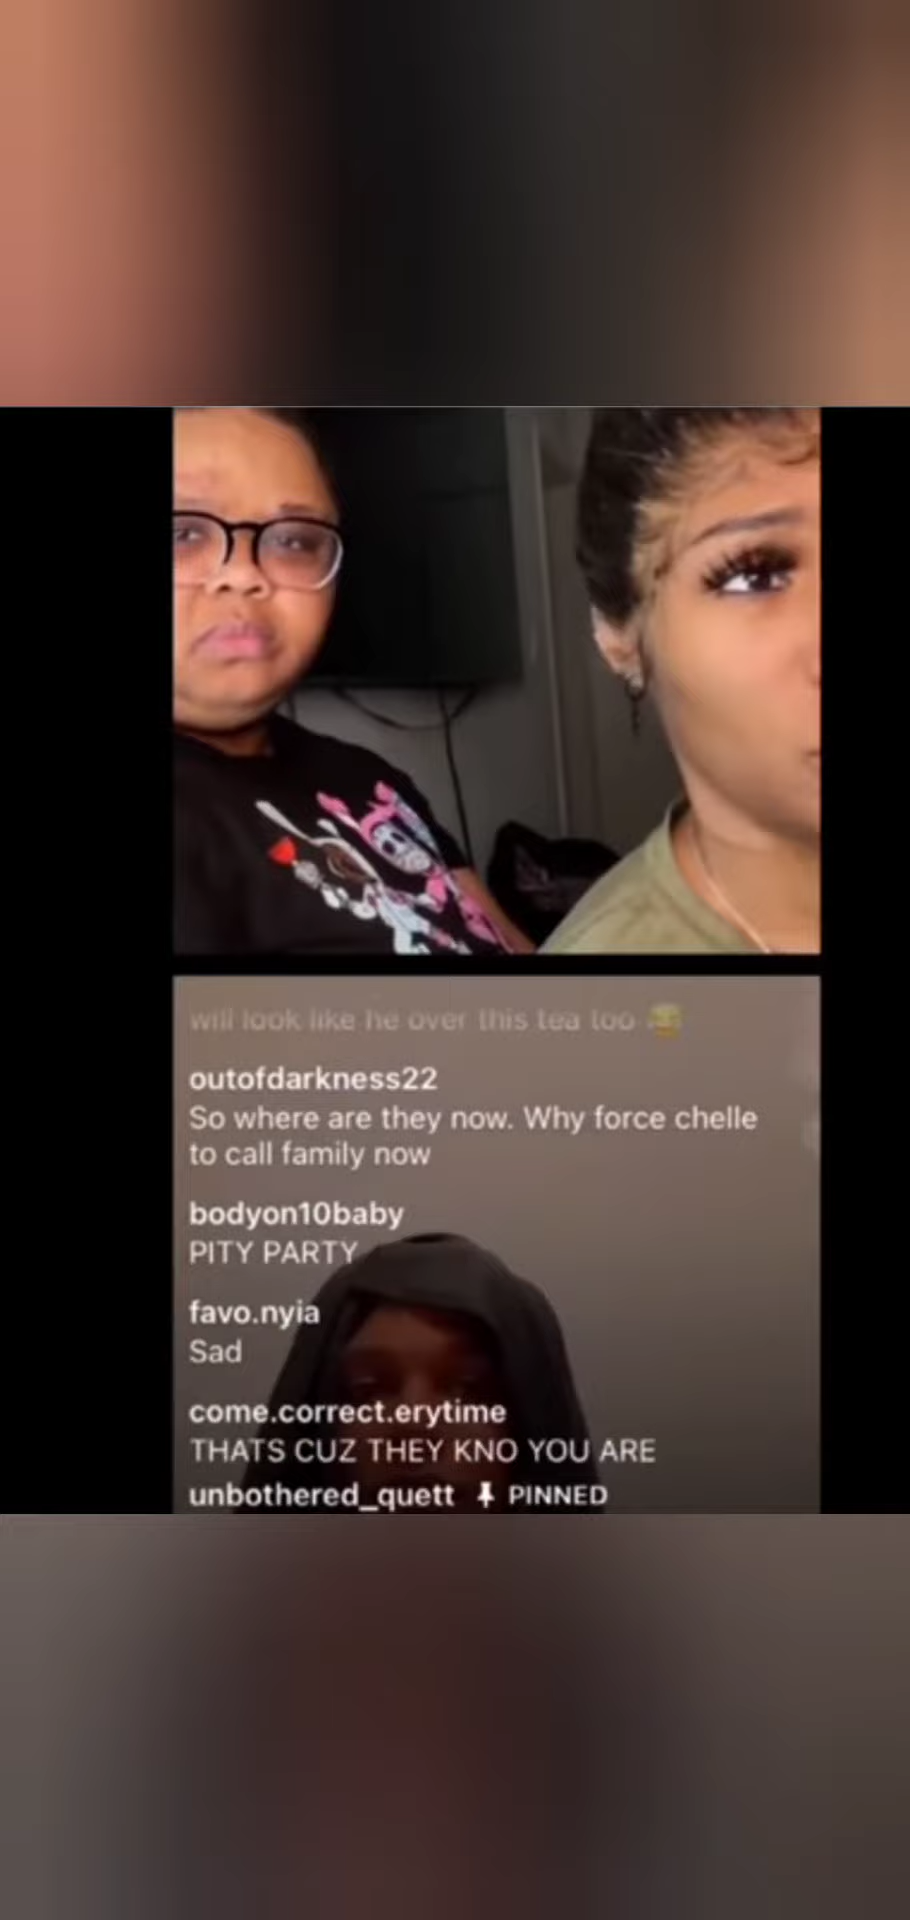 will look like he over this tea too
outofdarkness22
So where are they now. Why force chelle
to call family now
bodyon10baby
PITY PARTY
favo.nyia
Sad
come.correct.erytime
THATS CUZ THEY KNO YOU ARE
unbothered_quett PINNED